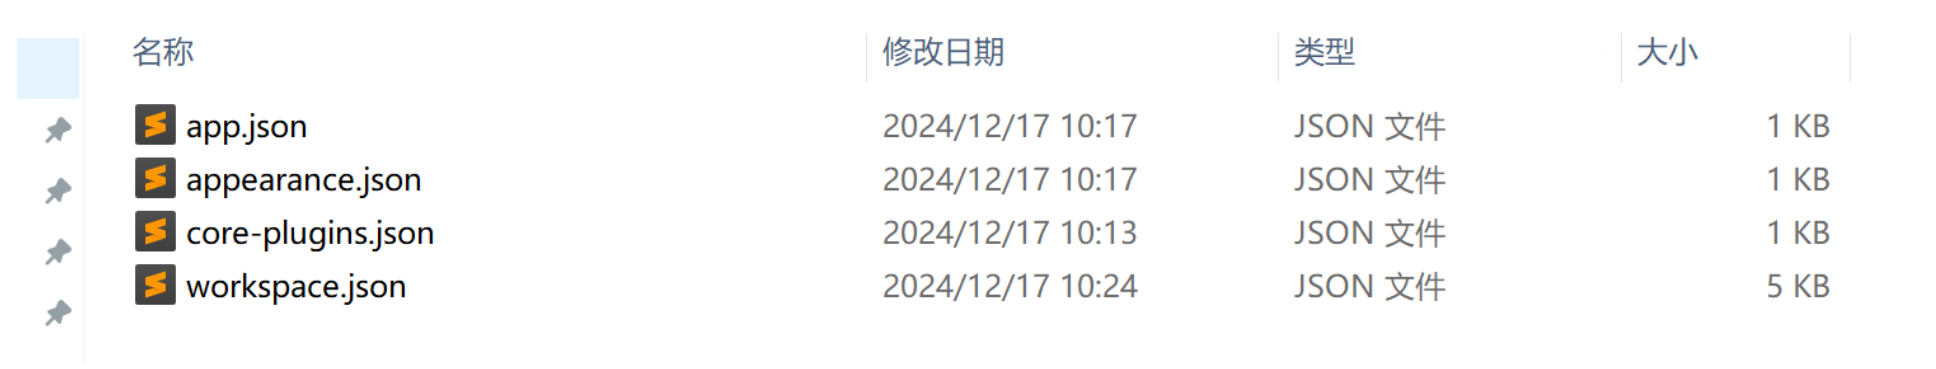 名称 修改日期 类型 大小
app.json 2024/12/17 10:17 JSON 文件 1 KB
appearance.json 2024/12/17 10:17 JSON 文件 1 KB
core-plugins.json 2024/12/17 10:13 JSON 文件 1 KB
workspace.json 2024/12/17 10:24 JSON 文件 5 KB